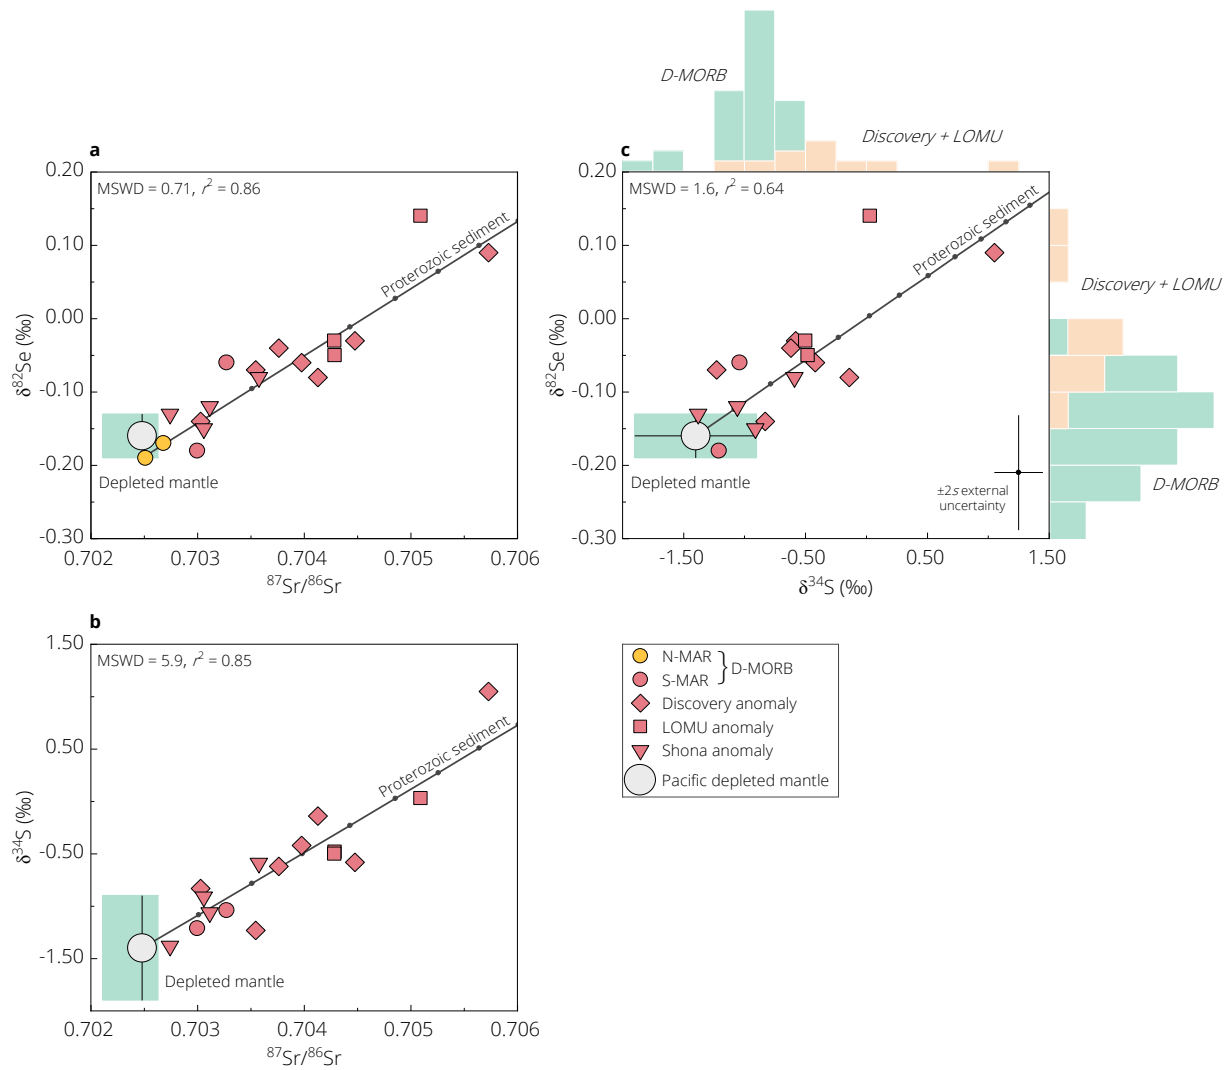 D-MORB
Discovery + LOMU
a
0.20
0.10
0.00
-0.10
-0.20
-0.30
δ82Se (‰)
MSWD = 0.71, r2 = 0.86
Proterozoic sediment
Depleted mantle
0.702
0.703
0.704
0.705
0.706
87Sr/86Sr
c
0.20
0.10
0.00
-0.10
-0.20
-0.30
δ82Se (‰)
MSWD = 1.6, r2 = 0.64
Proterozoic sediment
Depleted mantle
±2s external
uncertainty
-1.50
-0.50
0.50
1.50
δ34S (‰)
Discovery + LOMU
D-MORB
b
1.50
0.50
-0.50
-1.50
δ34S (‰)
MSWD = 5.9, r2 = 0.85
Proterozoic sediment
Depleted mantle
0.702
0.703
0.704
0.705
0.706
87Sr/86Sr
N-MAR
S-MAR
D-MORB
Discovery anomaly
LOMU anomaly
Shona anomaly
Pacific depleted mantle